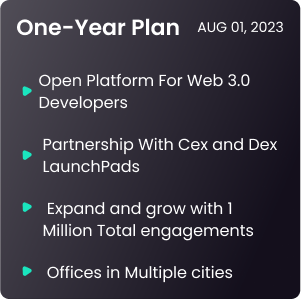 One-Year Plan AUG 01, 2023
Open Platform For Web 3.0
Developers
Partnership With Cex and Dex
LaunchPads
Expand and grow with 1
Million Total engagements
Offices in Multiple cities